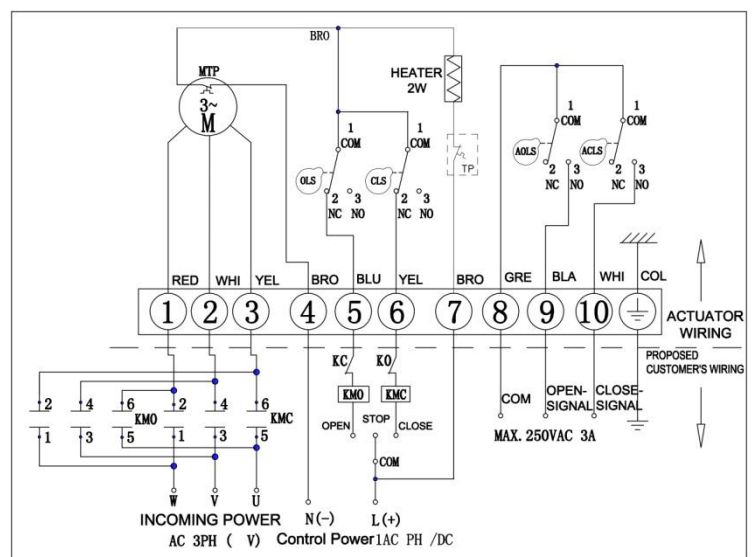 BRO
MTP
3~
M
HEATER
2W
TP
1
COM
OLS
2
NC
3
NO
1
COM
CLS
2
NC
3
NO
1
COM
AOLS
2
NC
3
NO
1
COM
ACLS
2
NC
3
NO
RED WHI YEL BRO BLU YEL BRO GRE BLA WHI COL
1 2 3 4 5 6 7 8 9 10
ACTUATOR
WIRING
PROPOSED
CUSTOMER'S WIRING
KC KO
KMO KMC
OPEN STOP CLOSE
COM
COM
OPEN-
SIGNAL
CLOSE-
SIGNAL
MAX. 250VAC 3A
2 4 6 KMO 2 4 6 KMC
1 3 5 1 3 5
W V U
N(-) L(+)
INCOMING POWER
AC 3PH ( V)
Control Power 1AC PH /DC